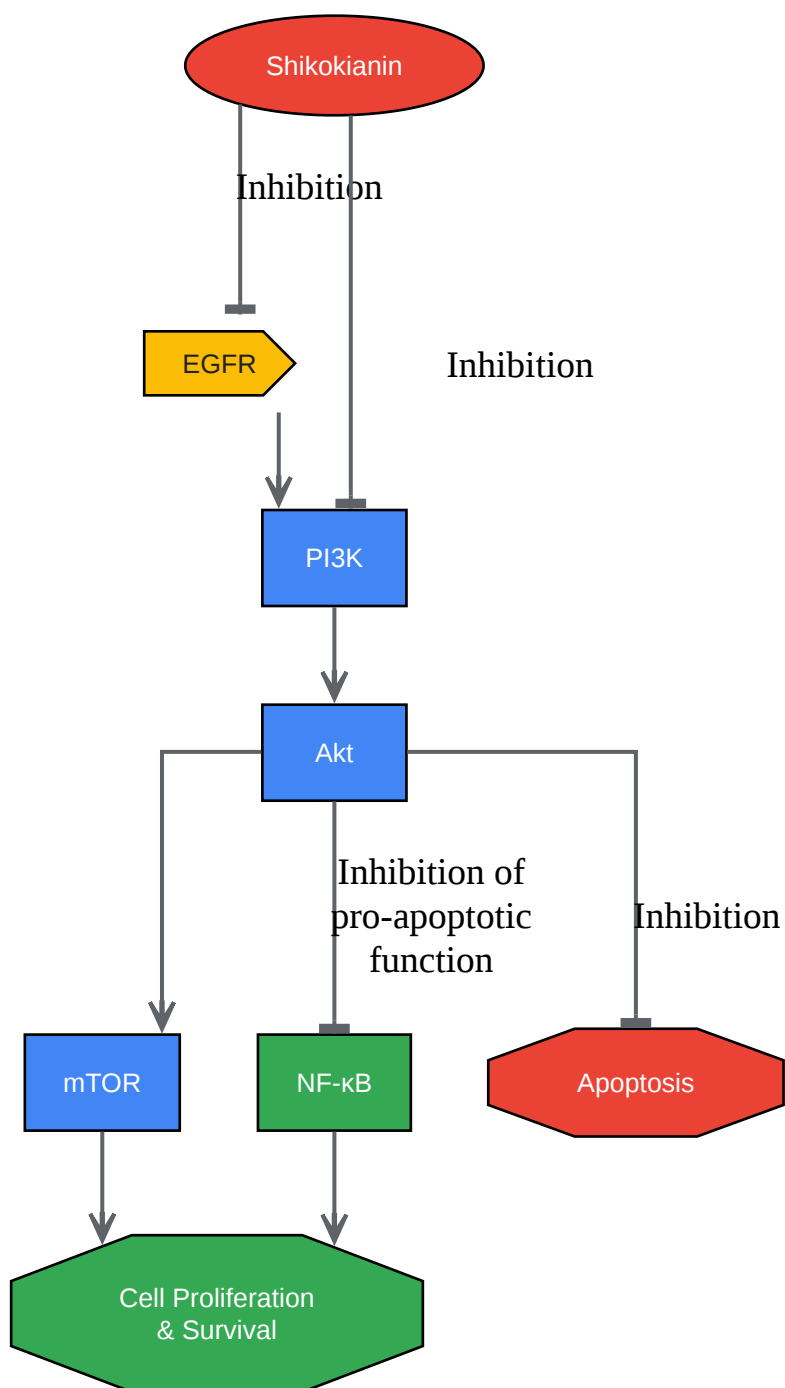 Shikokianin
Inhibition
EGFR
Inhibition
PI3K
Akt
Inhibition of
pro-apoptotic
function
Inhibition
mTOR
NF-κB
Apoptosis
Cell Proliferation
& Survival